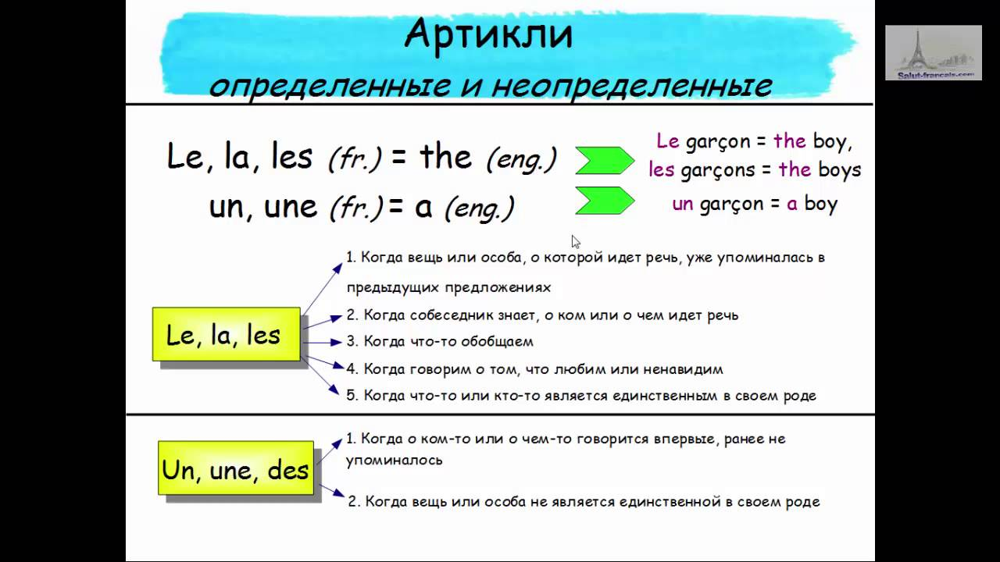 Артикли
определенные и неопределенные
Salut-francais.com
Le, la, les (fr.) = the (eng.)
un, une (fr.) = a (eng.)
Le garçon = the boy,
les garçons = the boys
un garçon = a boy
Le, la, les
1. Когда вещь или особа, о которой идет речь, уже упоминалась в
предыдущих предложениях
2. Когда собеседник знает, о ком или о чем идет речь
3. Когда что-то обобщаем
4. Когда говорим о том, что любим или ненавидим
5. Когда что-то или кто-то является единственным в своем роде
Un, une, des
1. Когда о ком-то или о чем-то говорится впервые, ранее не
упоминалось
2. Когда вещь или особа не является единственной в своем роде